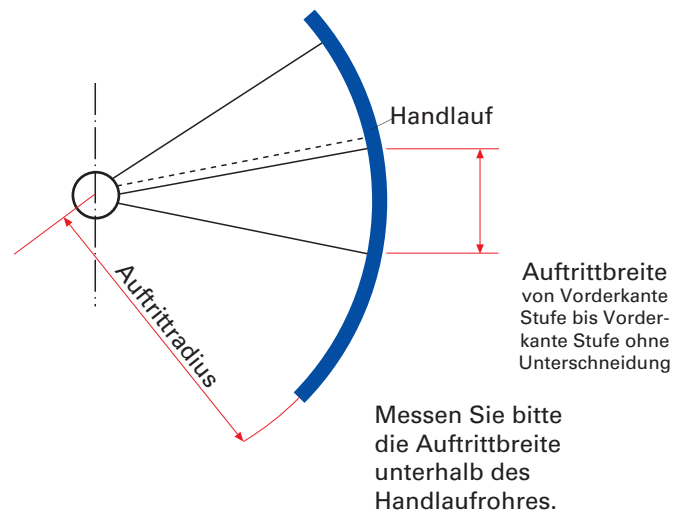 Handlauf
Auftrittradius
Auftrittbreite
von Vorderkante
Stufe bis Vorder-
kante Stufe ohne
Unterschneidung
Messen Sie bitte
die Auftrittbreite
unterhalb des
Handlaufrohres.